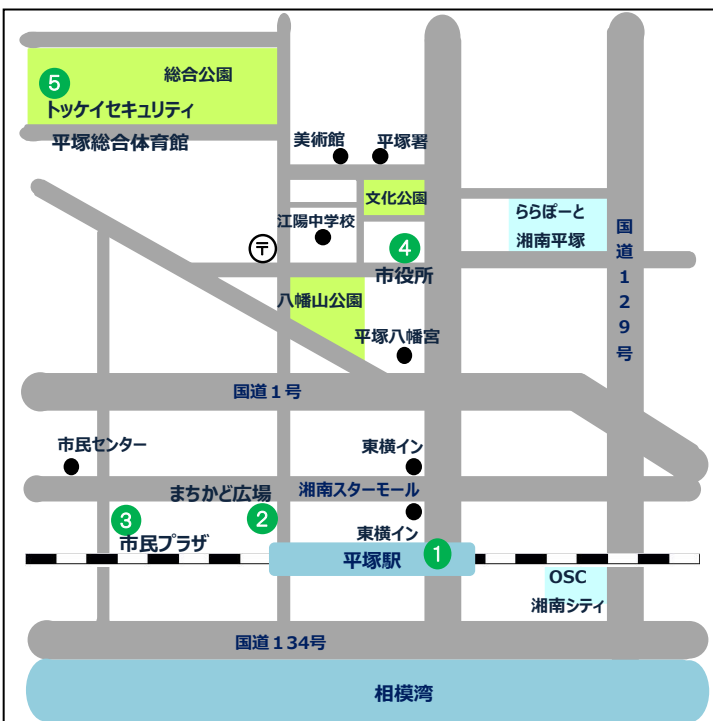 総合公園
5
トッケイセキュリティ
平塚総合体育館
美術館
平塚署
文化公園
ららぽーと
湘南平塚
国道129号
江陽中学校
〒
4
市役所
八幡山公園
平塚八幡宮
国道1号
市民センター
東横イン
まちかど広場
湘南スターモール
3
市民プラザ
2
東横イン
1
平塚駅
OSC
湘南シティ
国道134号
相模湾